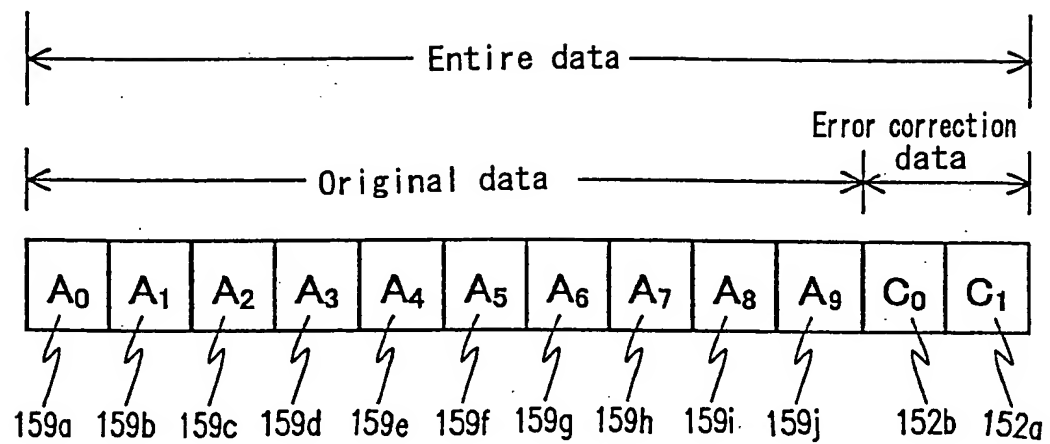 Entire data
Error correction
data
Original data
A₀ A₁ A₂ A₃ A₄ A₅ A₆ A₇ A₈ A₉ C₀ C₁
159a 159b 159c 159d 159e 159f 159g 159h 159i 159j 152b 152a